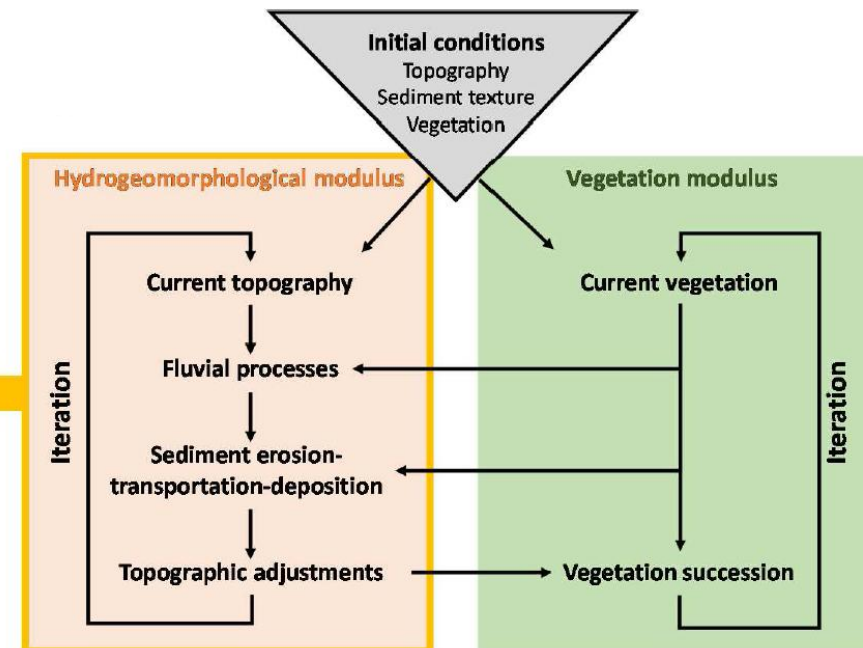 Initial conditions
Topography
Sediment texture
Vegetation
Hydrogeomorphological modulus
Vegetation modulus
Current topography
Current vegetation
Fluvial processes
Iteration
Iteration
Sediment erosion-
transportation-deposition
Topographic adjustments
Vegetation succession